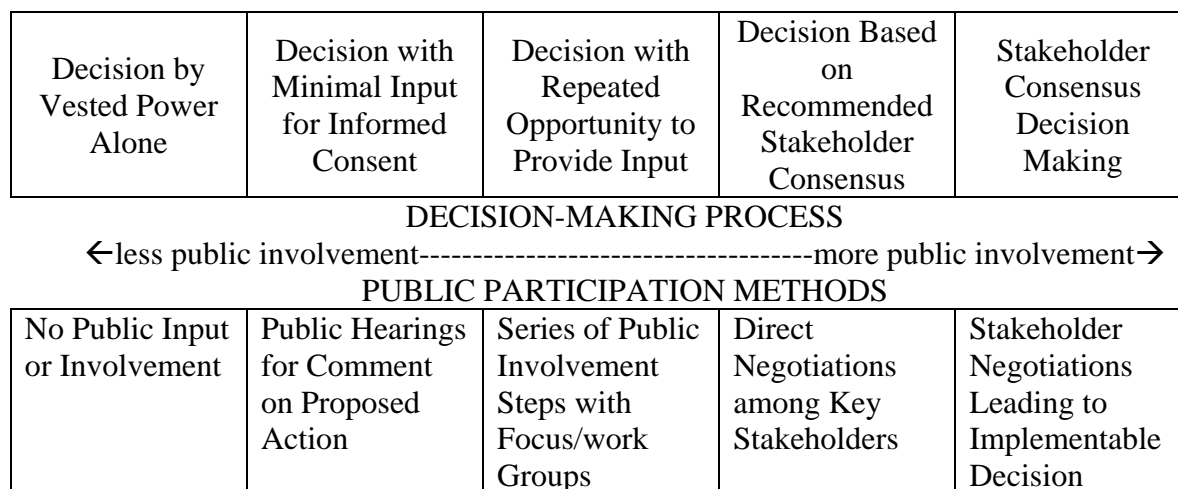 Decision by
Vested Power
Alone
Decision with
Minimal Input
for Informed
Consent
Decision with
Repeated
Opportunity to
Provide Input
Decision Based
on
Recommended
Stakeholder
Consensus
Stakeholder
Consensus
Decision
Making
DECISION-MAKING PROCESS
←less public involvement-------------------------------------more public involvement→
PUBLIC PARTICIPATION METHODS
No Public Input
or Involvement
Public Hearings
for Comment
on Proposed
Action
Series of Public
Involvement
Steps with
Focus/work
Groups
Direct
Negotiations
among Key
Stakeholders
Stakeholder
Negotiations
Leading to
Implementable
Decision